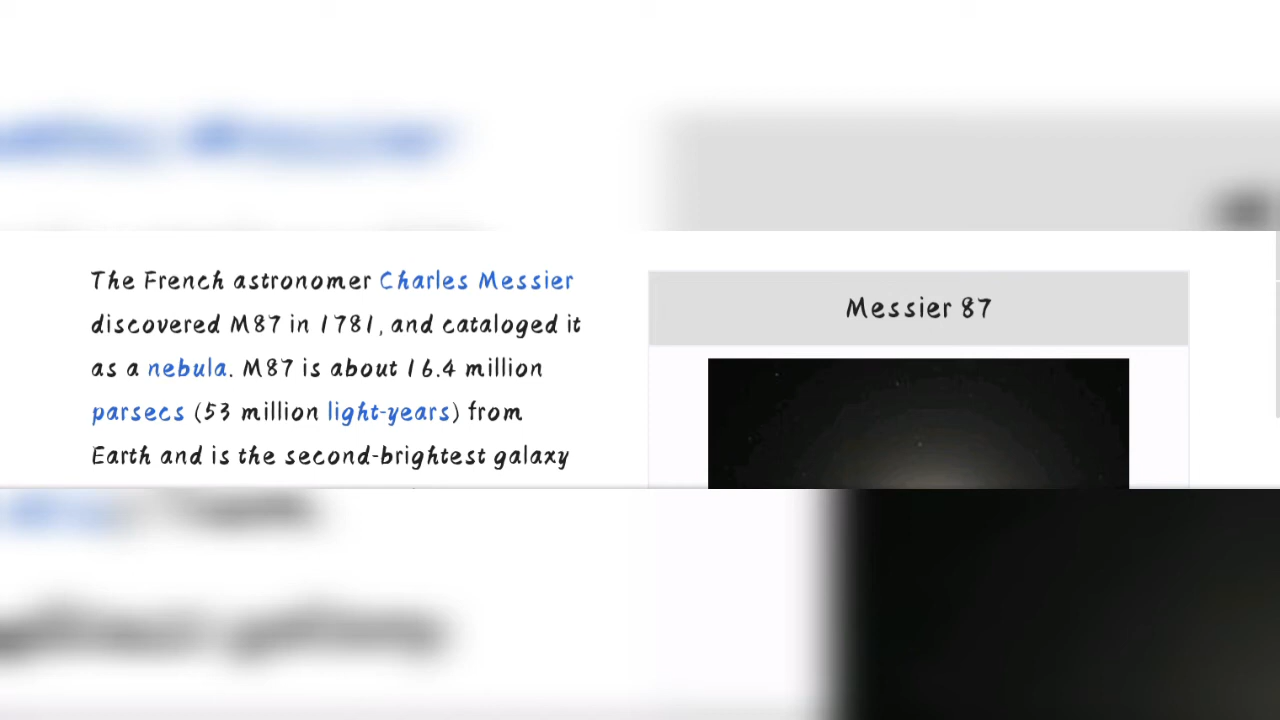 The French astronomer Charles Messier
discovered M87 in 1781, and cataloged it
as a nebula. M87 is about 16.4 million
parsecs (53 million light-years) from
Earth and is the second-brightest galaxy
Messier 87